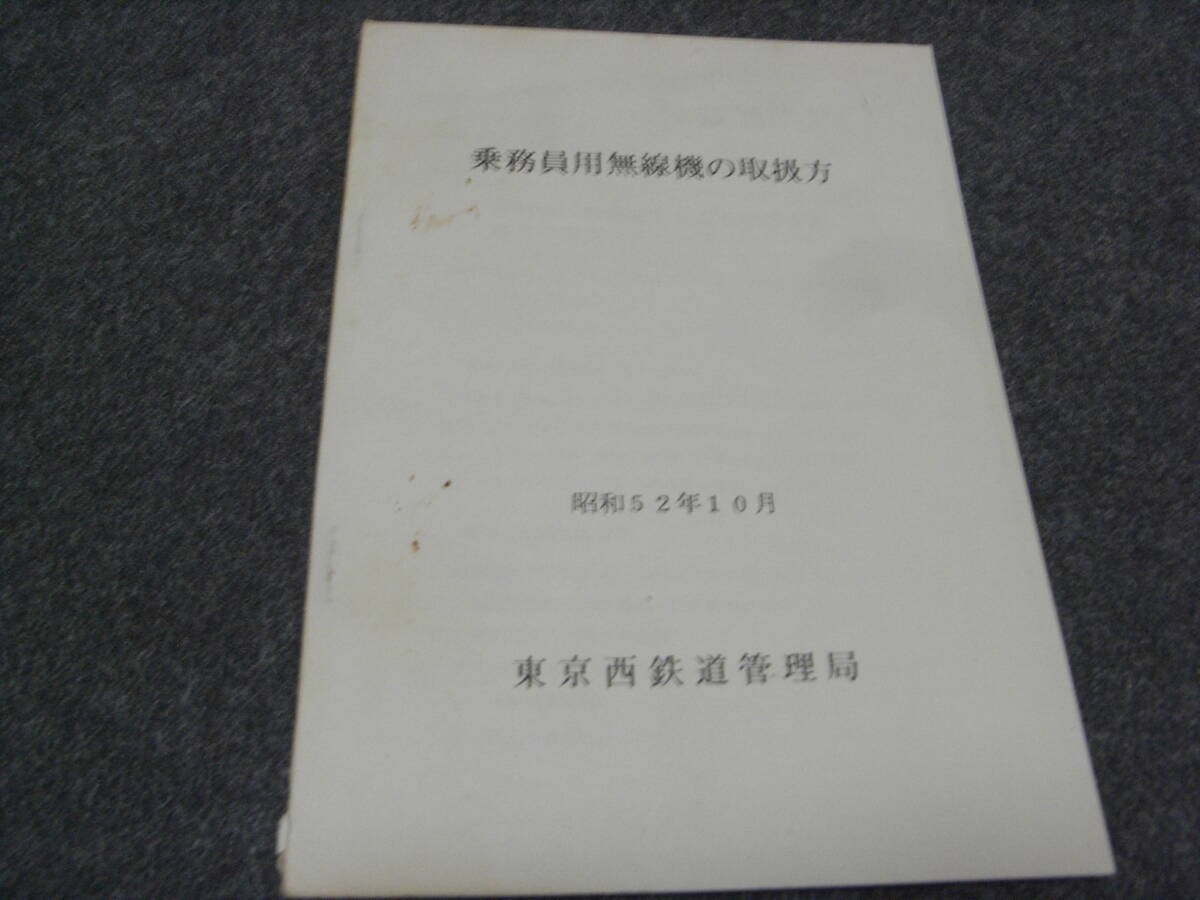 乗務員用無線機の取扱方
昭和52年10月
東京西鉄道管理局